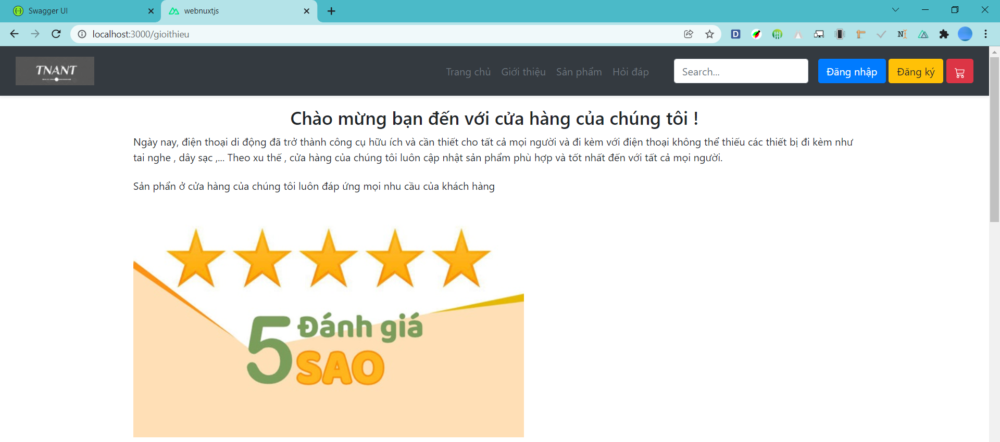 Swagger UI
webnuxtjs
localhost:3000/gioithieu
TNANT
Trang chủ Giới thiệu Sản phẩm Hỏi đáp
Search...
Đăng nhập Đăng ký
Chào mừng bạn đến với cửa hàng của chúng tôi !
Ngày nay, điện thoại di động đã trở thành công cụ hữu ích và cần thiết cho tất cả mọi người và đi kèm với điện thoại không thể thiếu các thiết bị đi kèm như
tai nghe , dây sạc ,... Theo xu thế , cửa hàng của chúng tôi luôn cập nhật sản phẩm phù hợp và tốt nhất đến với tất cả mọi người.
Sản phẩn ở cửa hàng của chúng tôi luôn đáp ứng mọi nhu cầu của khách hàng
5 Đánh giá
SAO